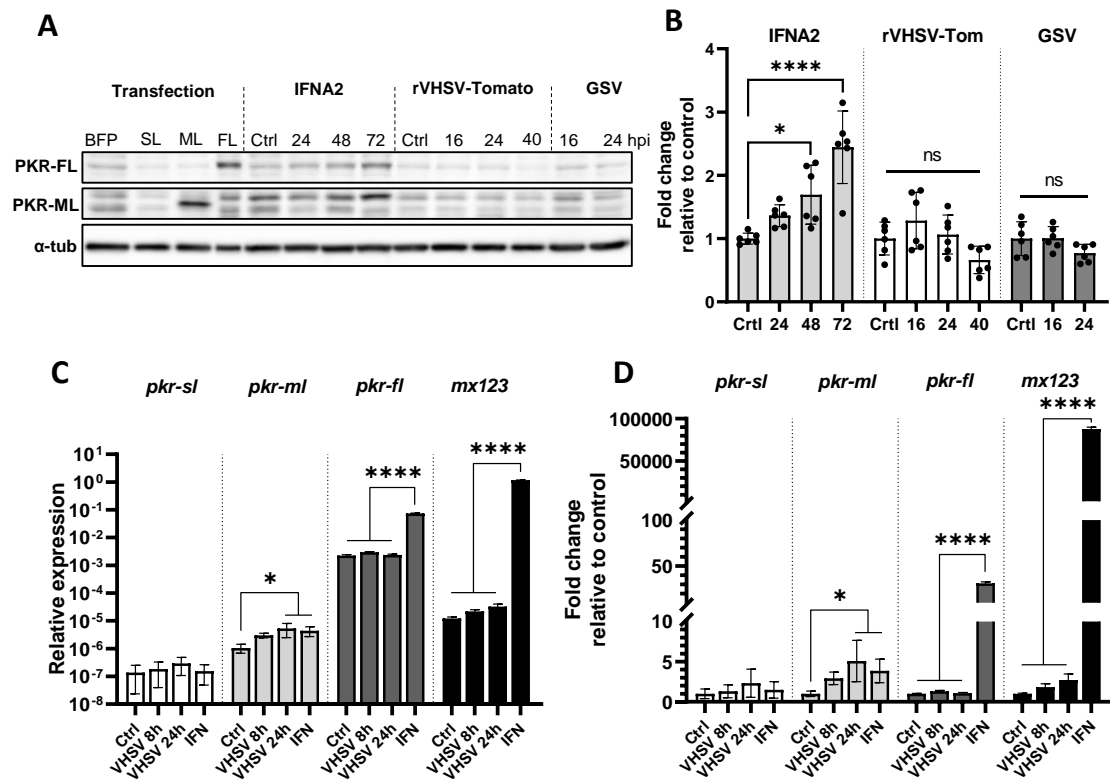 A
Transfection IFNA2 rVHSV-Tomato GSV
BFP SL ML FL Ctrl 24 48 72 Ctrl 16 24 40 16 24 hpi
PKR-FL
PKR-ML
α-tub
B
IFNA2 rVHSV-Tom GSV
Fold change
relative to control
4
3
2
1
0
****
*
ns
ns
Crtl 24 48 72 Crtl 16 24 40 Crtl 16 24
C
pkr-sl pkr-ml pkr-fl mx123
Relative expression
10^1
10^0
10^-1
10^-2
10^-3
10^-4
10^-5
10^-6
10^-7
10^-8
*
****
****
Ctrl VHSV 8h VHSV 24h IFN Ctrl VHSV 8h VHSV 24h IFN Ctrl VHSV 8h VHSV 24h IFN Ctrl VHSV 8h VHSV 24h IFN
D
pkr-sl pkr-ml pkr-fl mx123
Fold change
relative to control
100000
50000
100
50
10
5
0
*
****
****
Ctrl VHSV 8h VHSV 24h IFN Ctrl VHSV 8h VHSV 24h IFN Ctrl VHSV 8h VHSV 24h IFN Ctrl VHSV 8h VHSV 24h IFN